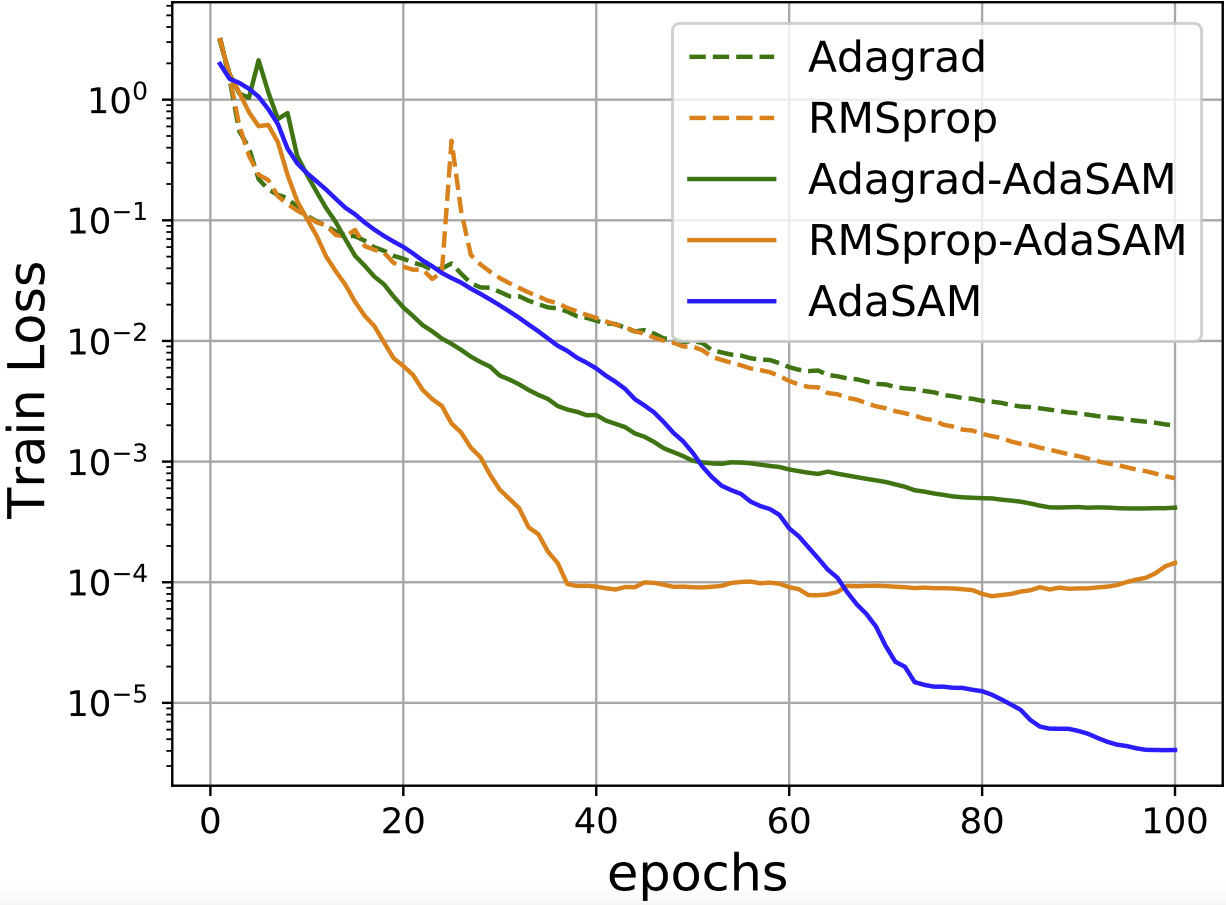 Train Loss
10⁰
10⁻¹
10⁻²
10⁻³
10⁻⁴
10⁻⁵
Adagrad
RMSprop
Adagrad-AdaSAM
RMSprop-AdaSAM
AdaSAM
0 20 40 60 80 100
epochs